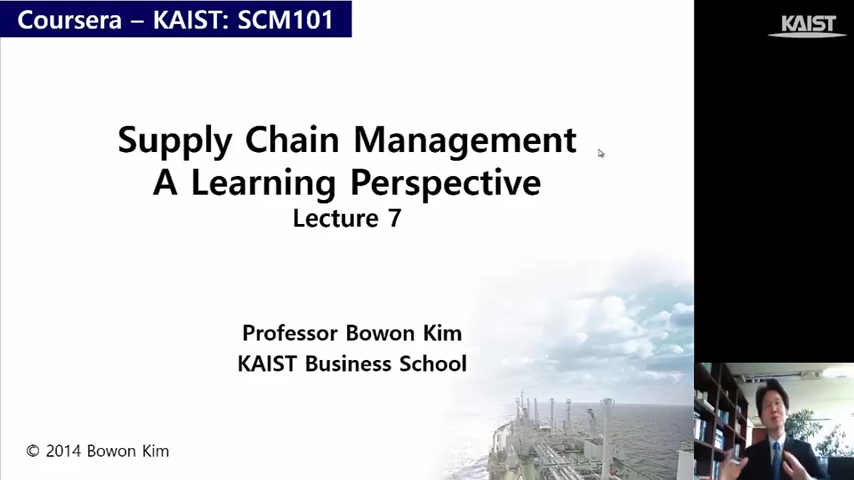 Coursera – KAIST: SCM101
KAIST
Supply Chain Management
A Learning Perspective
Lecture 7
Professor Bowon Kim
KAIST Business School
© 2014 Bowon Kim